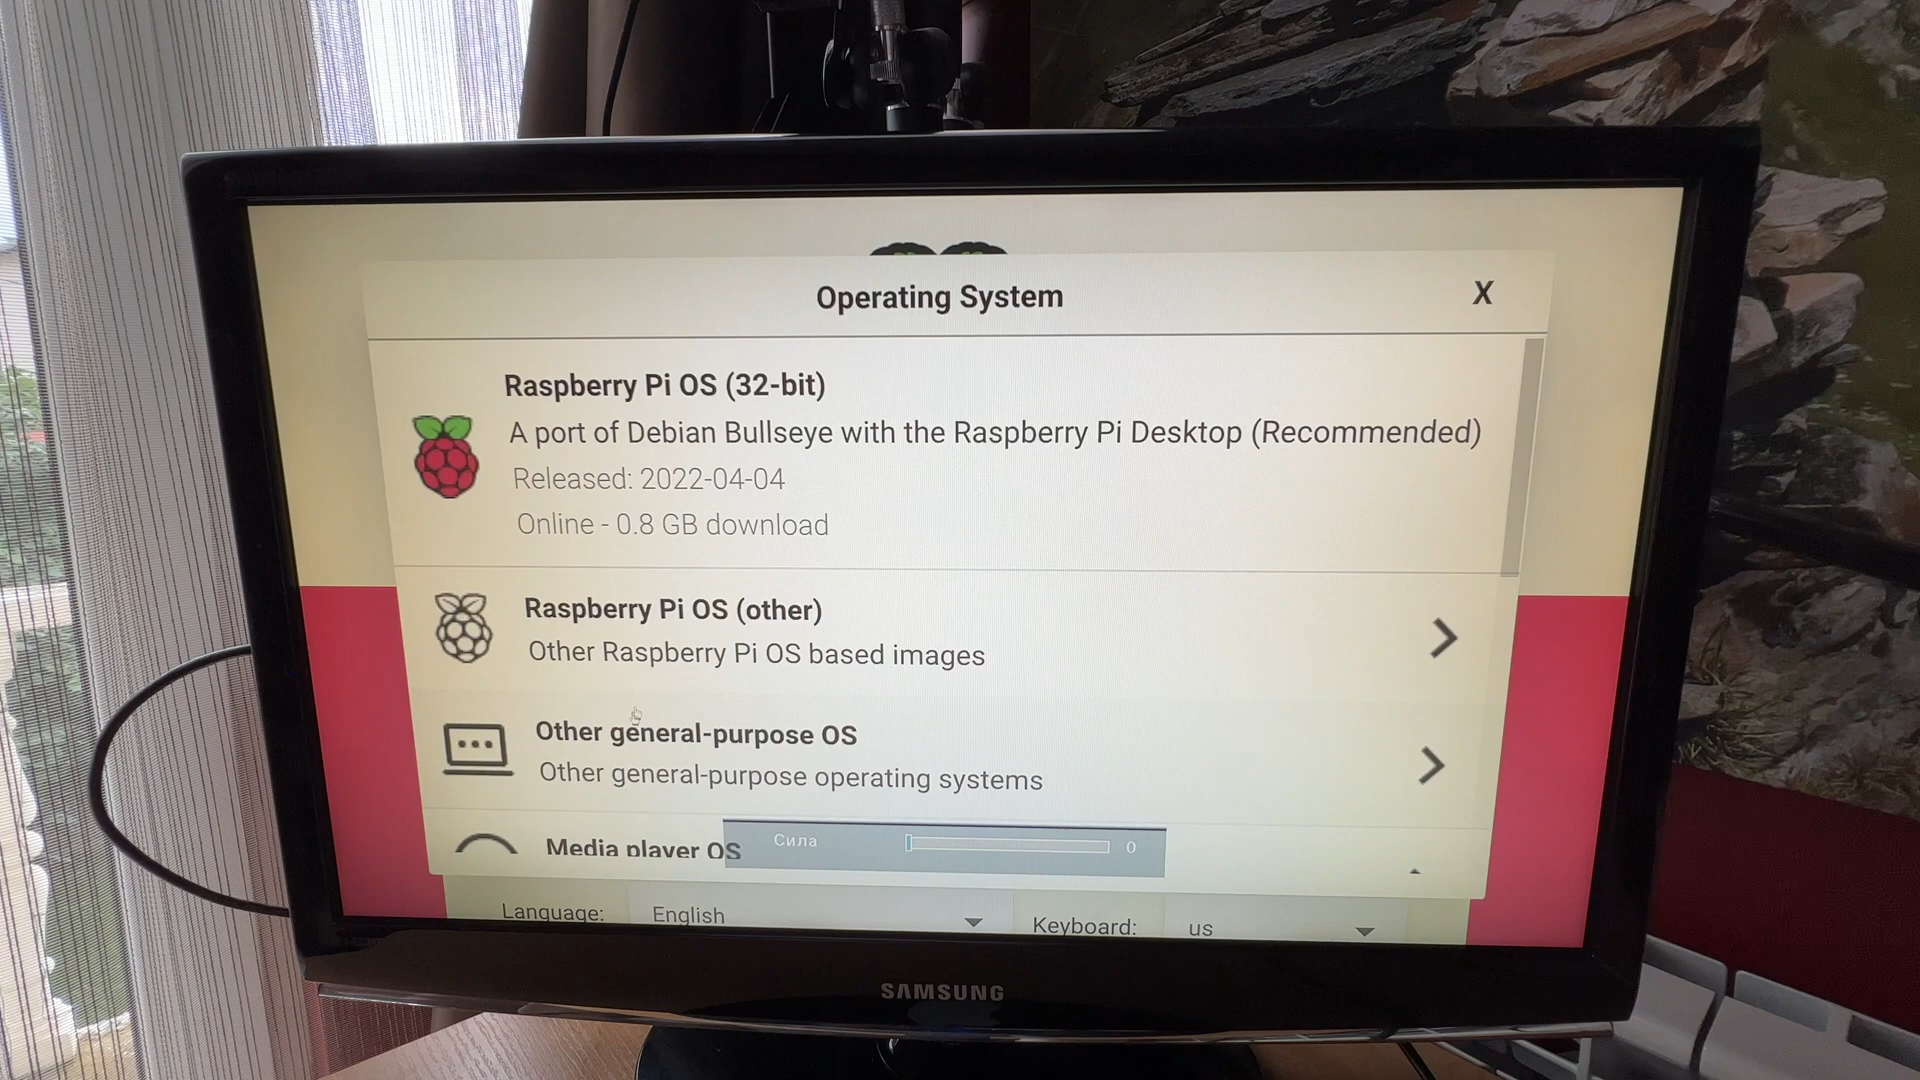 Operating System
X
Raspberry Pi OS (32-bit)
A port of Debian Bullseye with the Raspberry Pi Desktop (Recommended)
Released: 2022-04-04
Online - 0.8 GB download
Raspberry Pi OS (other)
Other Raspberry Pi OS based images
Other general-purpose OS
Other general-purpose operating systems
Media player OS
Сила 0
Language: English Keyboard: us
SAMSUNG